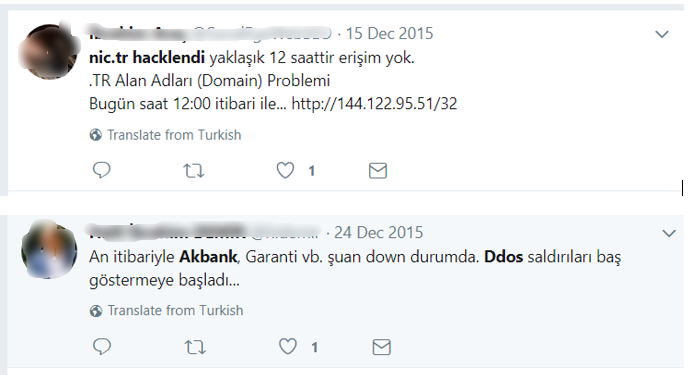 · 15 Dec 2015
nic.tr hacklendi yaklaşık 12 saattir erişim yok.
.TR Alan Adları (Domain) Problemi
Bugün saat 12:00 itibari ile... http://144.122.95.51/32
Translate from Turkish
1
· 24 Dec 2015
An itibariyle Akbank, Garanti vb. şuan down durumda. Ddos saldırıları baş
göstermeye başladı...
Translate from Turkish
1